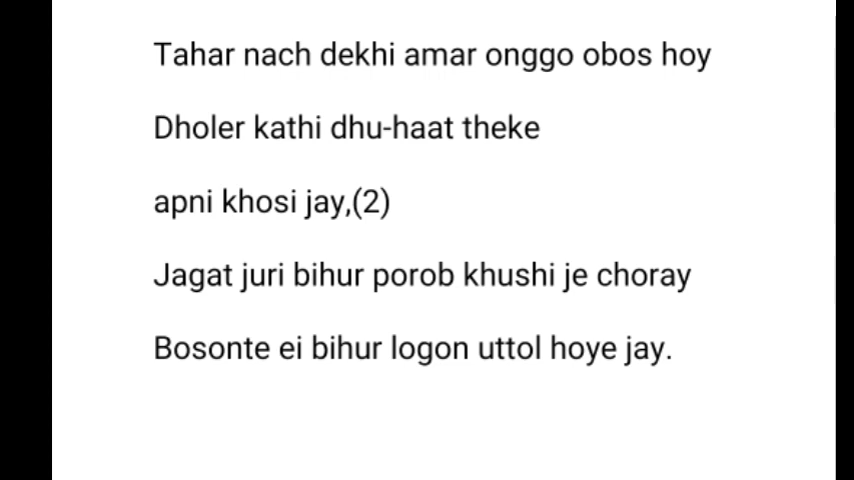 Tahar nach dekhi amar onggo obos hoy
Dholer kathi dhu-haat theke
apni khosi jay,(2)
Jagat juri bihur porob khushi je choray
Bosonte ei bihur logon uttol hoye jay.